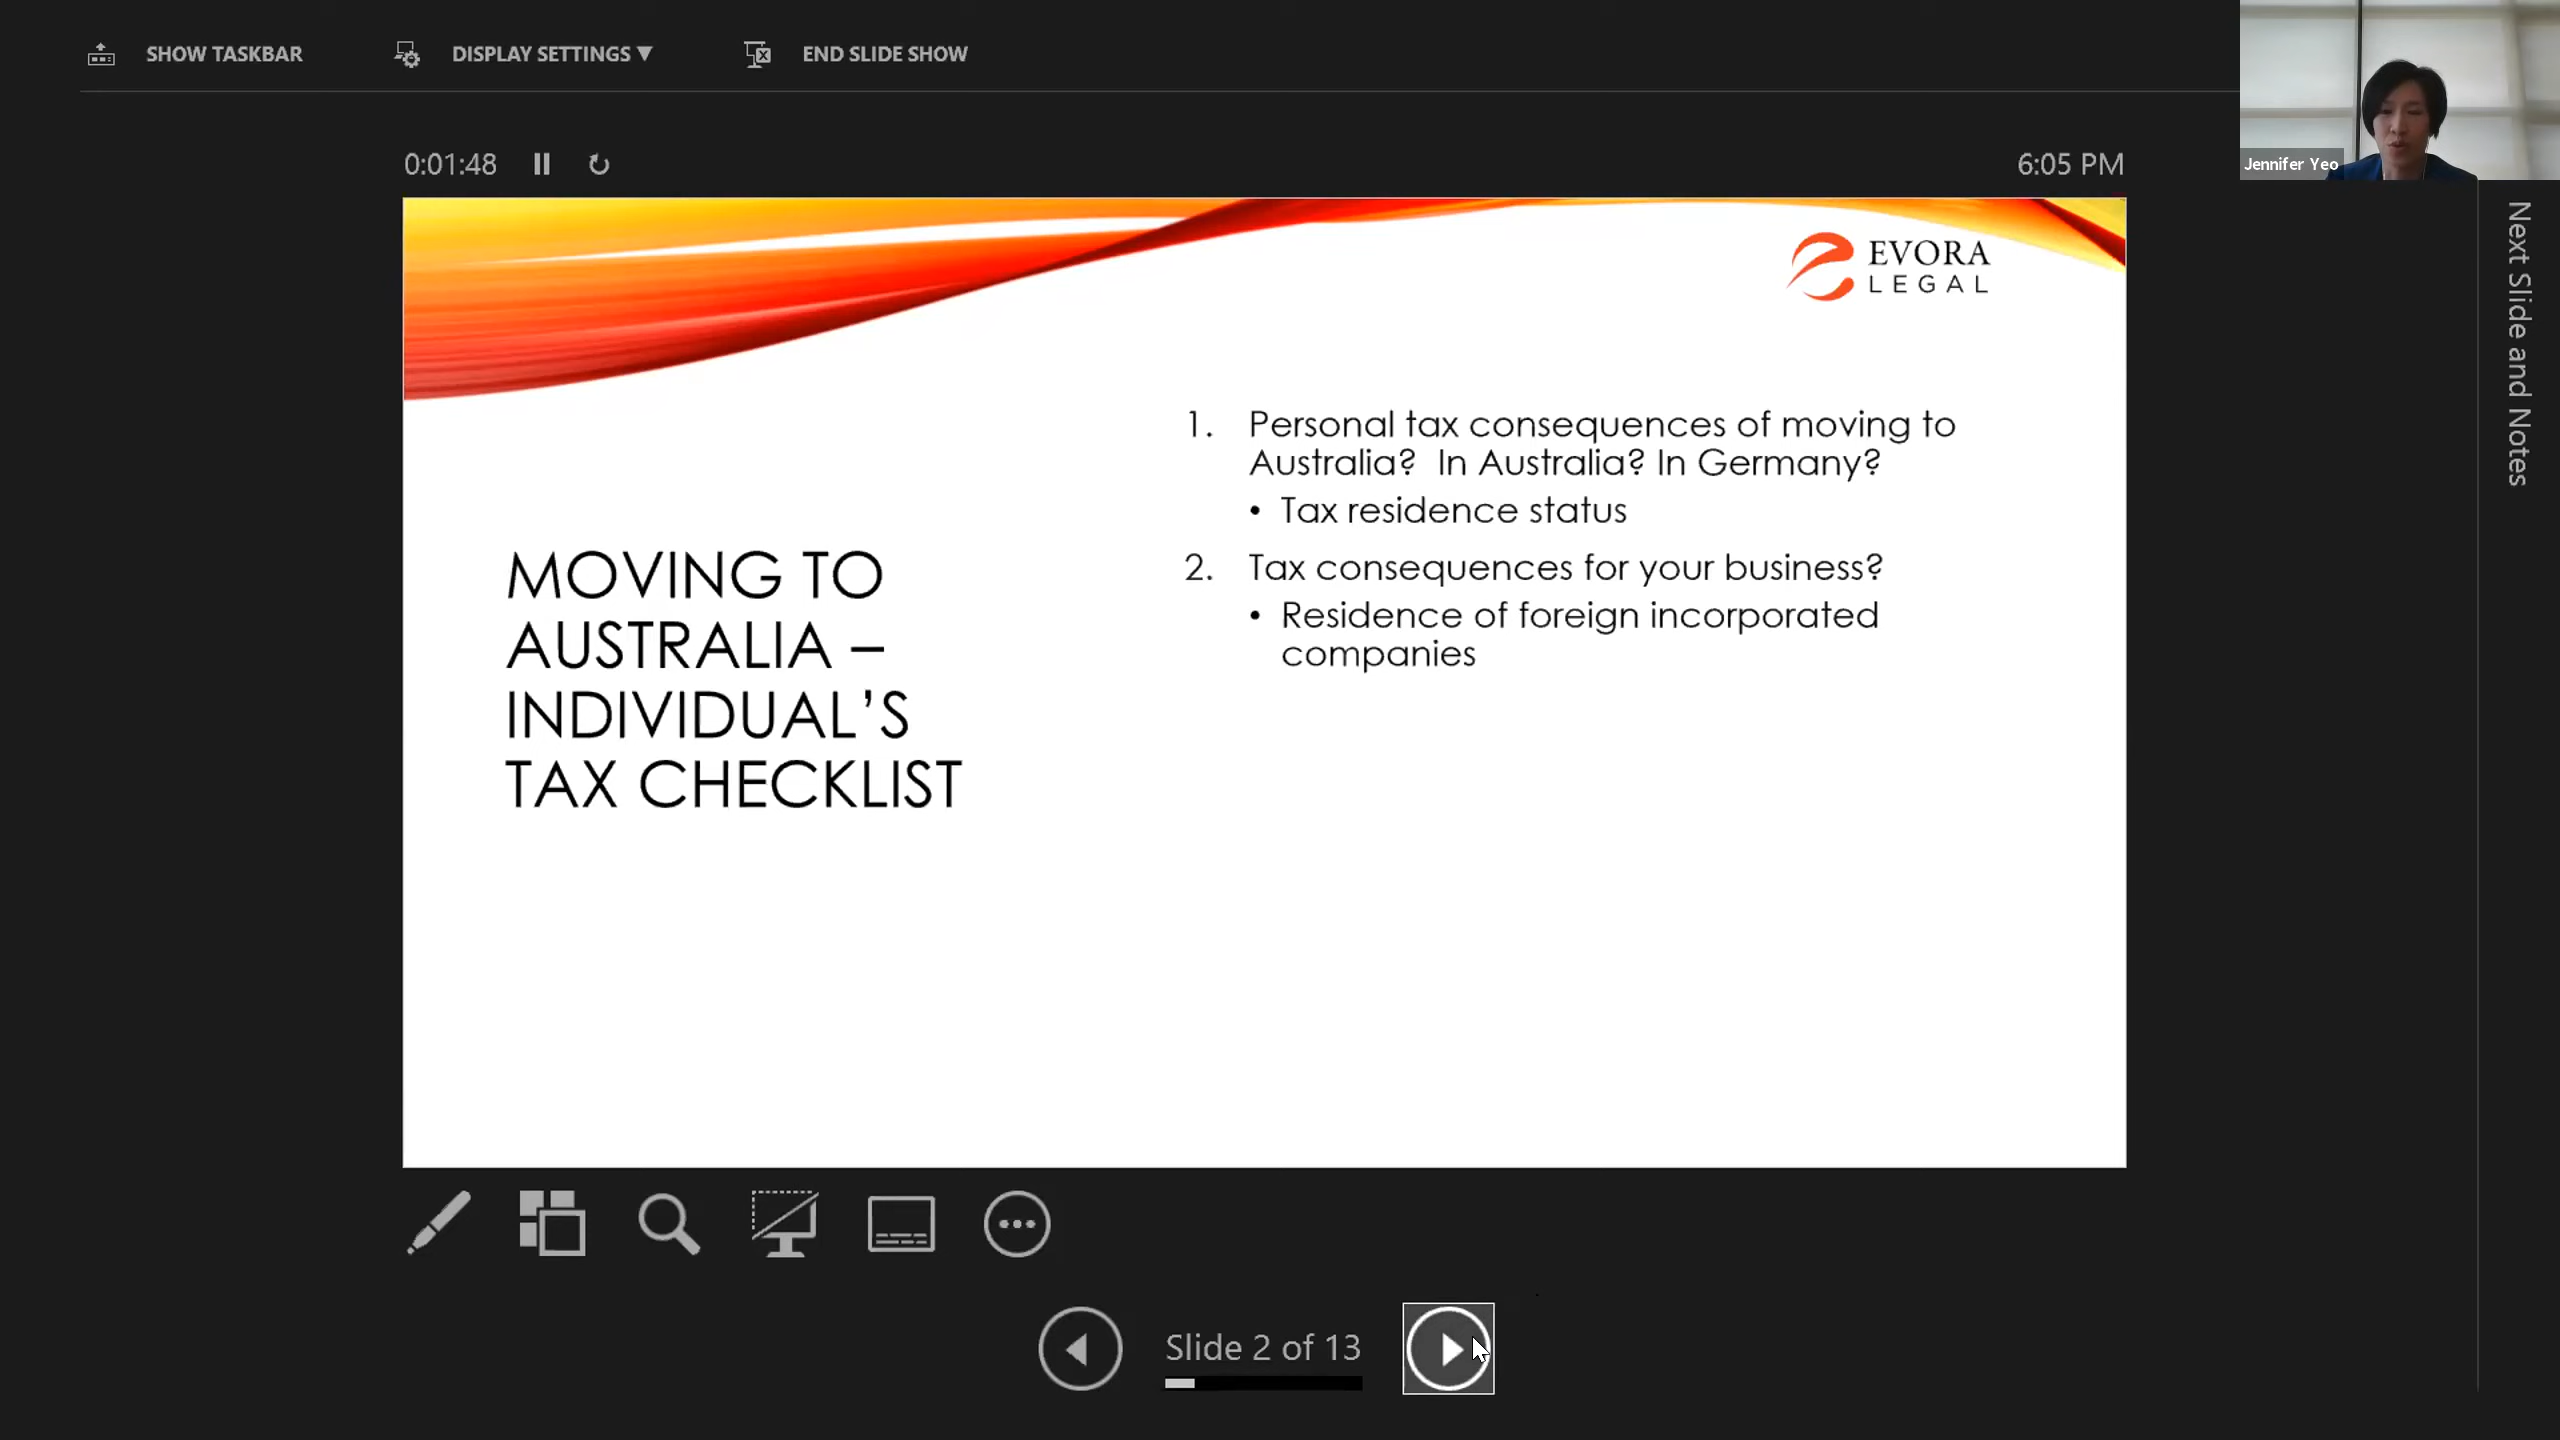 SHOW TASKBAR
DISPLAY SETTINGS ▼
END SLIDE SHOW
Jennifer Yeo
0:01:48
6:05 PM
Next Slide and Notes
EVORA
LEGAL
MOVING TO
AUSTRALIA –
INDIVIDUAL’S
TAX CHECKLIST
1. Personal tax consequences of moving to
Australia?  In Australia? In Germany?
• Tax residence status
2. Tax consequences for your business?
• Residence of foreign incorporated
companies
Slide 2 of 13